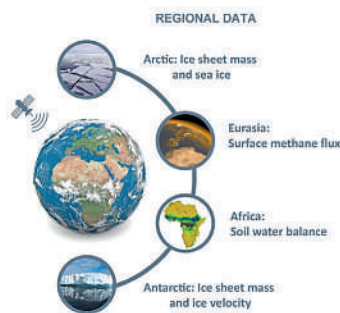 REGIONAL DATA
Arctic: Ice sheet mass
and sea ice
Eurasia:
Surface methane flux
Africa:
Soil water balance
Antarctic: Ice sheet mass
and ice velocity